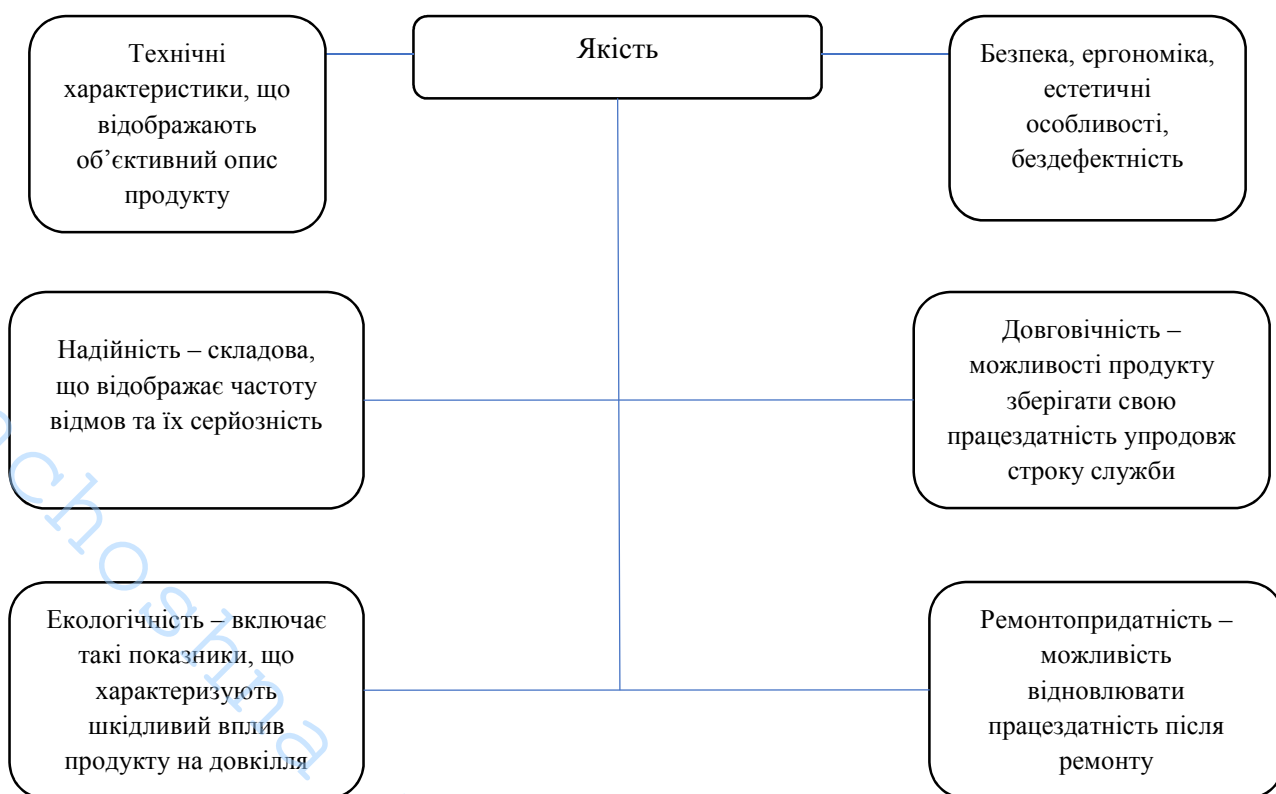 Якість
Технічні
характеристики, що
відображають
об’єктивний опис
продукту
Безпека, ергономіка,
естетичні
особливості,
бездефектність
Надійність – складова,
що відображає частоту
відмов та їх серйозність
Довговічність –
можливості продукту
зберігати свою
працездатність упродовж
строку служби
Екологічність – включає
такі показники, що
характеризують
шкідливий вплив
продукту на довкілля
Ремонтопридатність –
можливість
відновлювати
працездатність після
ремонту
choshna